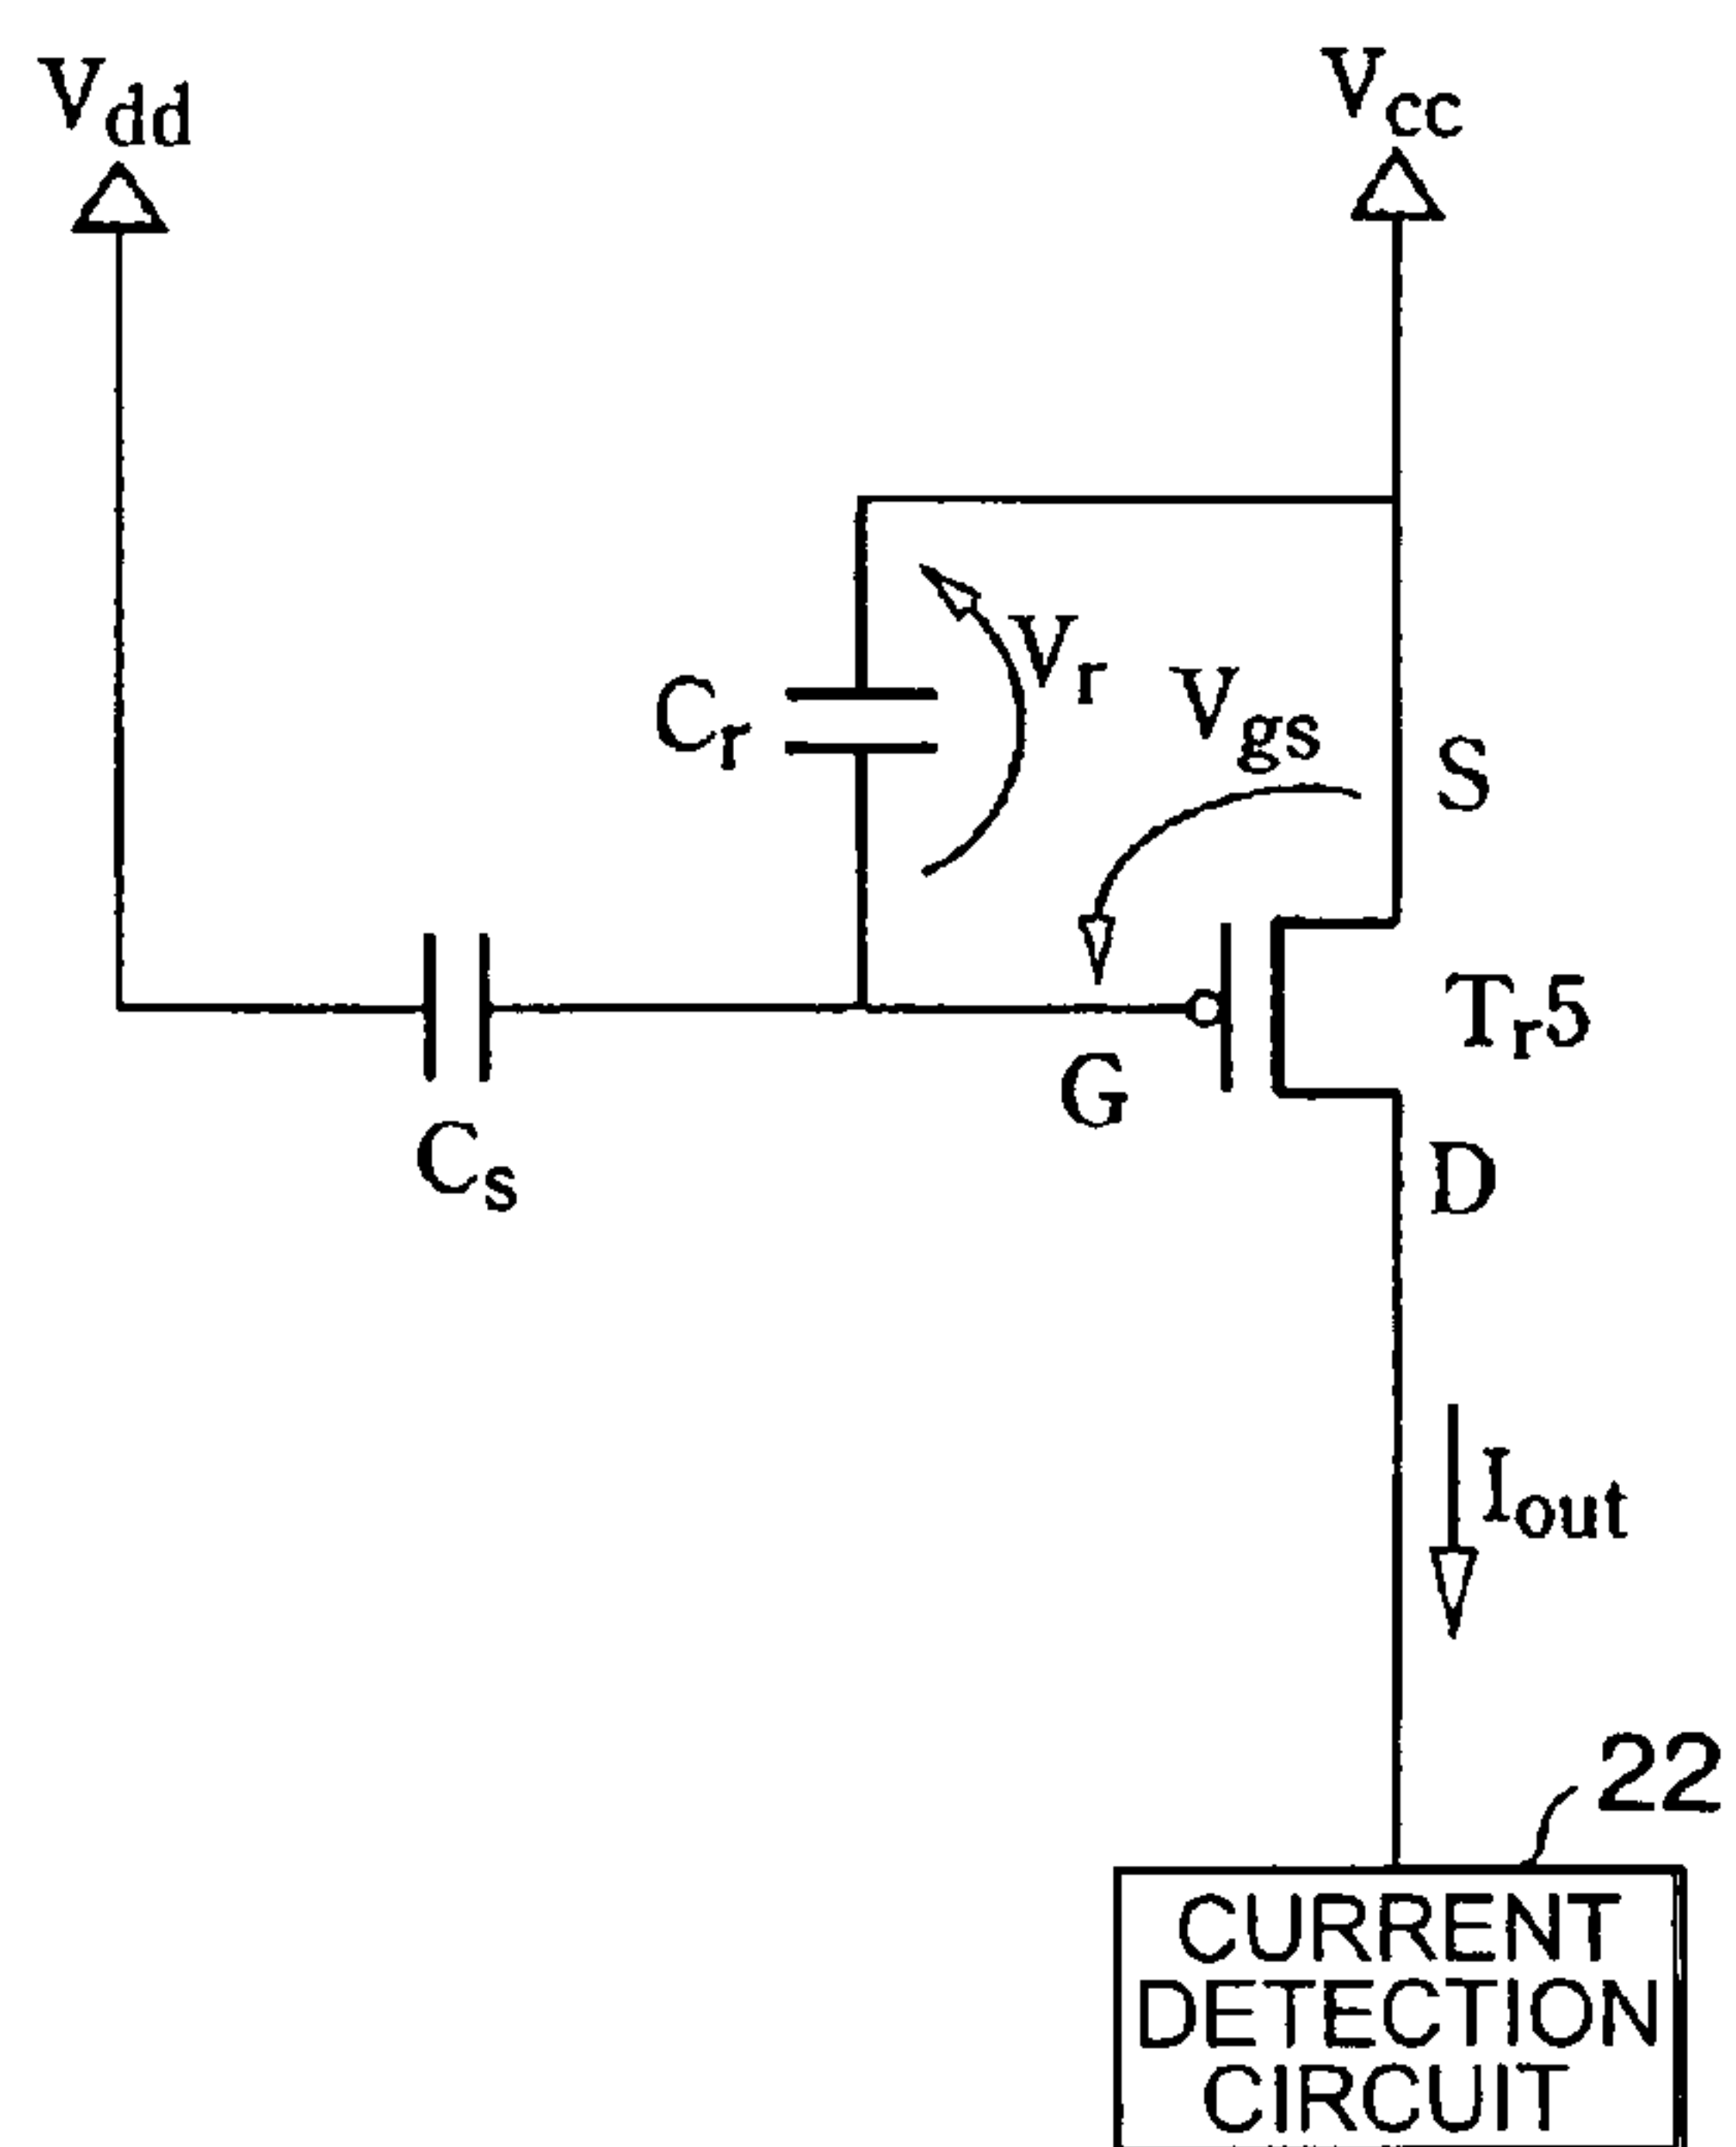 Vdd
Vcc
Cr
Vr
Vgs
S
Tr5
G
Cs
D
Iout
22
CURRENT
DETECTION
CIRCUIT